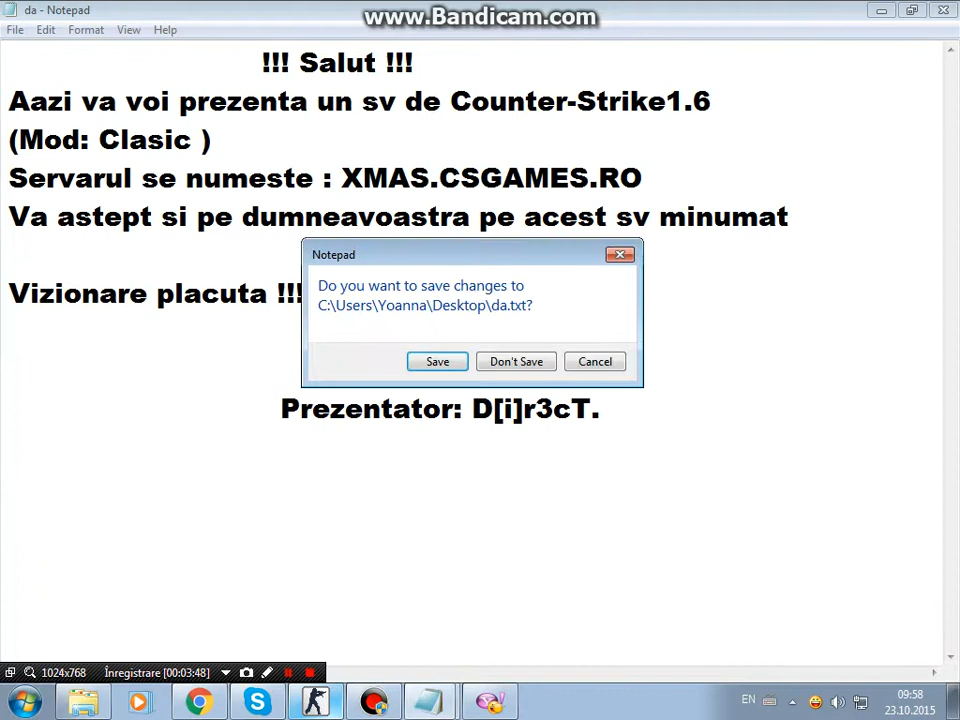 da - Notepad
www.Bandicam.com
File Edit Format View Help
!!! Salut !!!
Aazi va voi prezenta un sv de Counter-Strike1.6
(Mod: Clasic )
Servarul se numeste : XMAS.CSGAMES.RO
Va astept si pe dumneavoastra pe acest sv minumat
Vizionare placuta !!!
Notepad
Do you want to save changes to
C:\Users\Yoanna\Desktop\da.txt?
Save Don't Save Cancel
Prezentator: D[i]r3cT.
1024x768 Înregistrare [00:03:48]
EN 09:58
23.10.2015